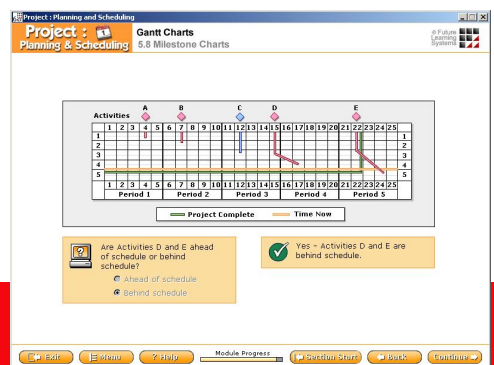 Project : Planning and Scheduling
Project :
Planning & Scheduling
Gantt Charts
5.8 Milestone Charts
e Future
Learning
Systems
Activities A B C D E
1 2 3 4 5 6 7 8 9 10 11 12 13 14 15 16 17 18 19 20 21 22 23 24 25
1 1
2 2
3 3
4 4
5 5
1 2 3 4 5 6 7 8 9 10 11 12 13 14 15 16 17 18 19 20 21 22 23 24 25
Period 1 Period 2 Period 3 Period 4 Period 5
Project Complete Time Now
Are Activities D and E ahead
of schedule or behind
schedule?
Ahead of schedule
Behind schedule
Yes - Activities D and E are
behind schedule.
Exit Menu ? Help Module Progress Section Start Back Continue